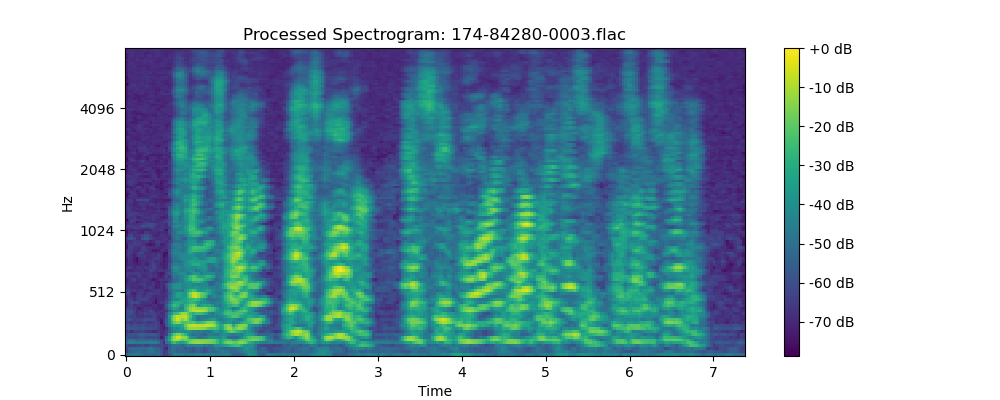 Processed Spectrogram: 174-84280-0003.flac
Hz
4096
2048
1024
512
0
0 1 2 3 4 5 6 7
Time
+0 dB
-10 dB
-20 dB
-30 dB
-40 dB
-50 dB
-60 dB
-70 dB